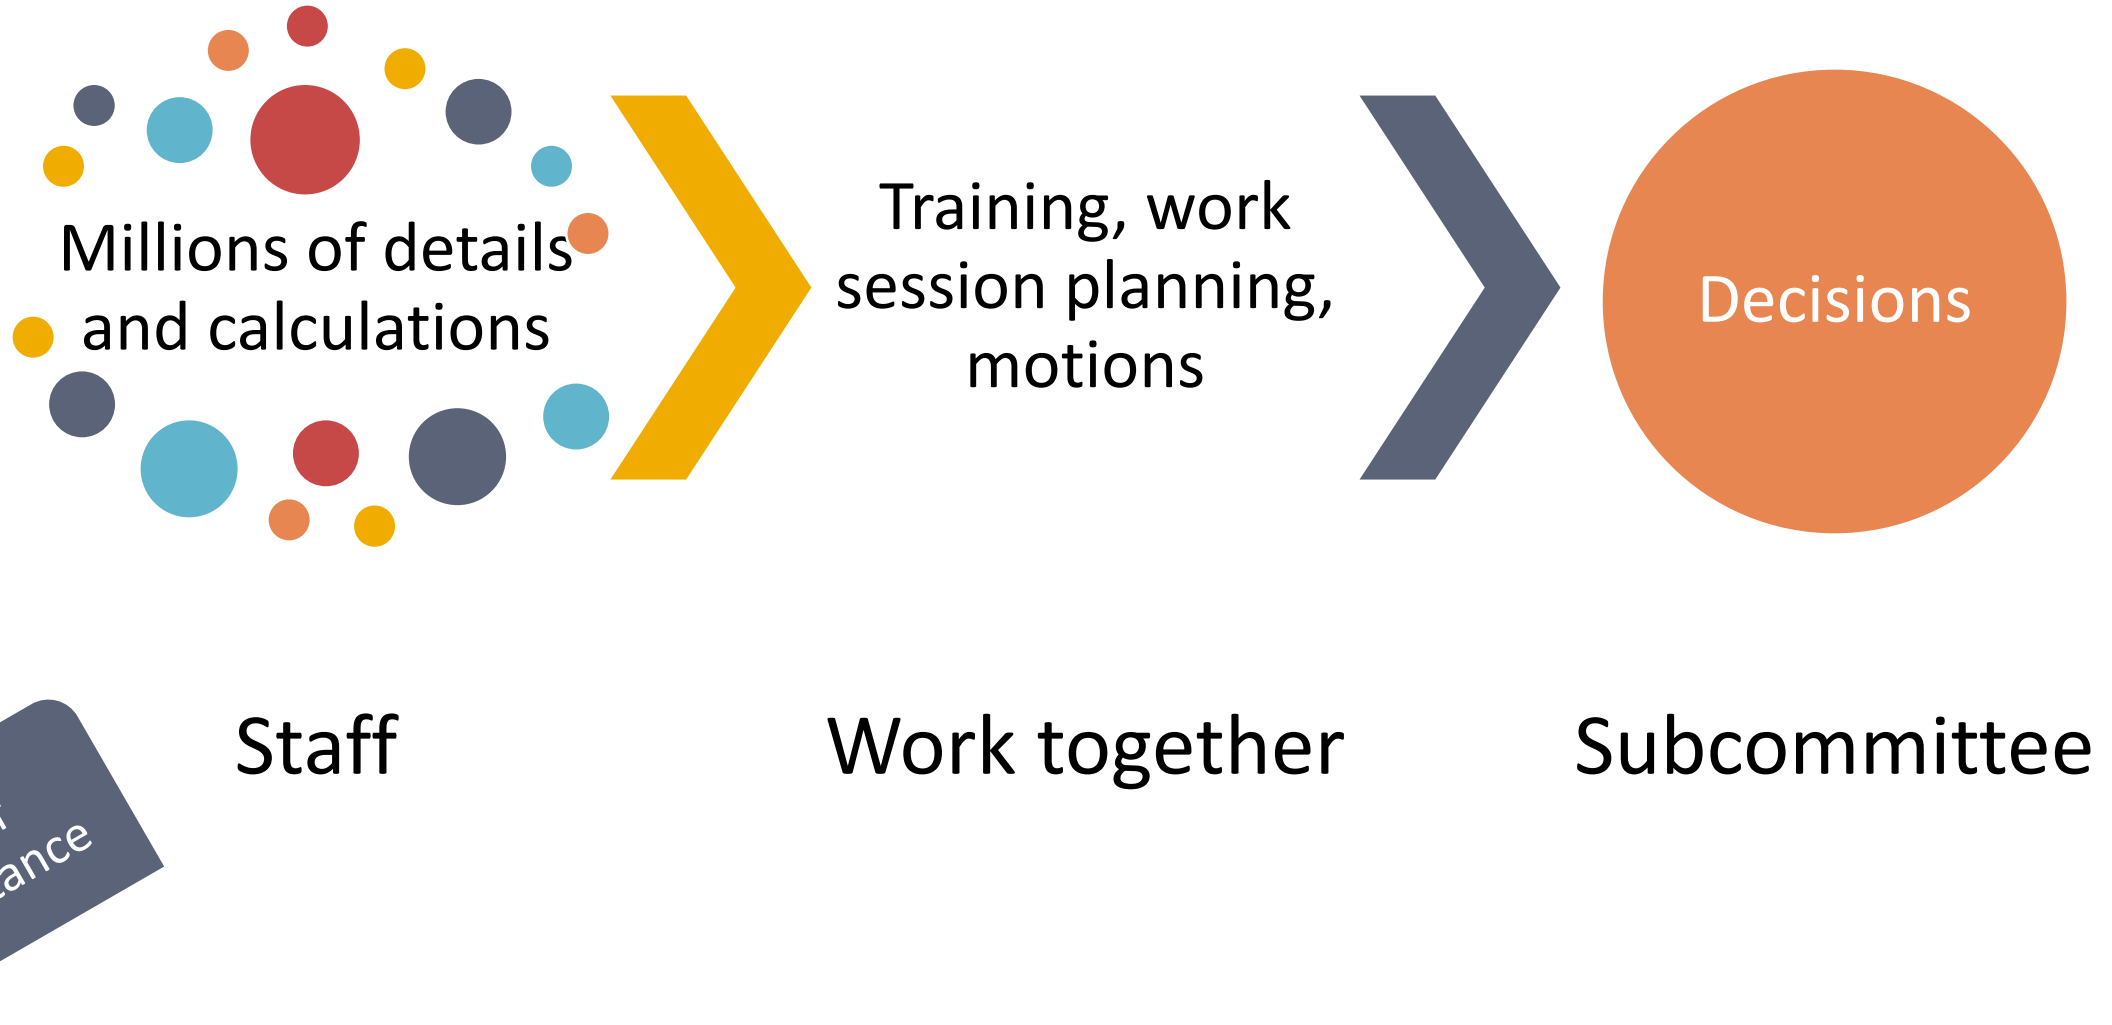 Millions of details
and calculations
Training, work
session planning,
motions
Decisions
Staff
Work together
Subcommittee